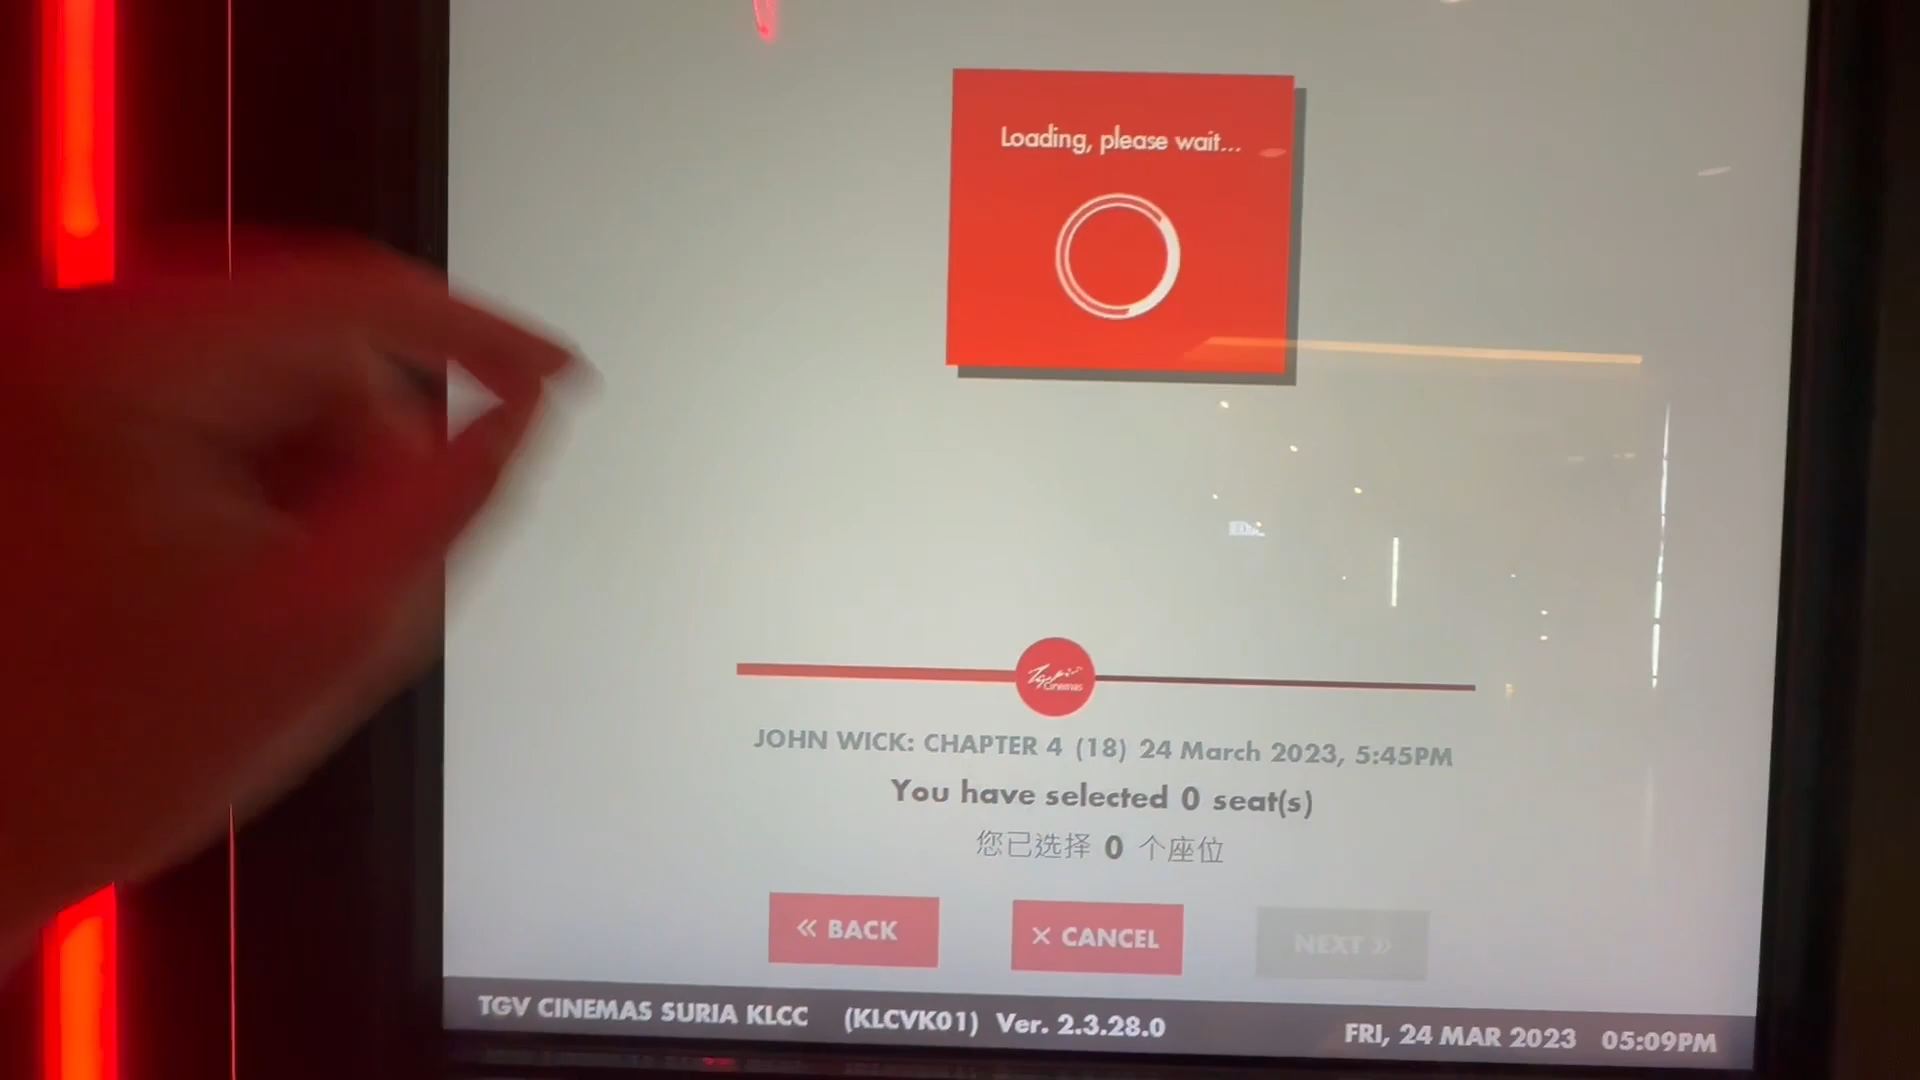 Loading, please wait...
Tgv
Cinemas
JOHN WICK: CHAPTER 4 (18) 24 March 2023, 5:45PM
You have selected 0 seat(s)
您已选择 0 个座位
« BACK
× CANCEL
NEXT »
TGV CINEMAS SURIA KLCC (KLCVK01) Ver. 2.3.28.0
FRI, 24 MAR 2023 05:09PM